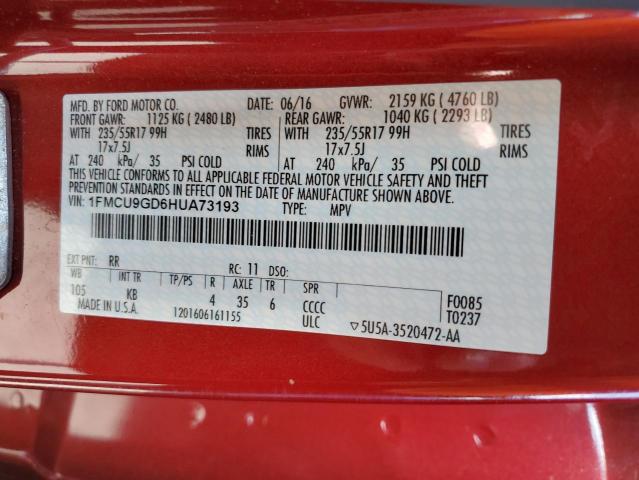 MFD. BY FORD MOTOR CO. DATE: 06/16 GVWR: 2159 KG ( 4760 LB)
FRONT GAWR: 1125 KG ( 2480 LB) REAR GAWR: 1040 KG ( 2293 LB)
WITH 235/55R17 99H TIRES WITH 235/55R17 99H TIRES
17x7.5J RIMS 17x7.5J RIMS
AT 240 kPa/ 35 PSI COLD AT 240 kPa/ 35 PSI COLD
THIS VEHICLE CONFORMS TO ALL APPLICABLE FEDERAL MOTOR VEHICLE SAFETY AND THEFT
PREVENTION STANDARDS IN EFFECT ON THE DATE OF MANUFACTURE SHOWN ABOVE.
VIN: 1FMCU9GD6HUA73193 TYPE: MPV
EXT PNT: RR RC: 11 DSO:
WB INT TR TP/PS R AXLE TR SPR
105 KB 4 35 6 CCCC F0085
MADE IN U.S.A. 1201606161155 ULC T0237
▽5U5A-3520472-AA